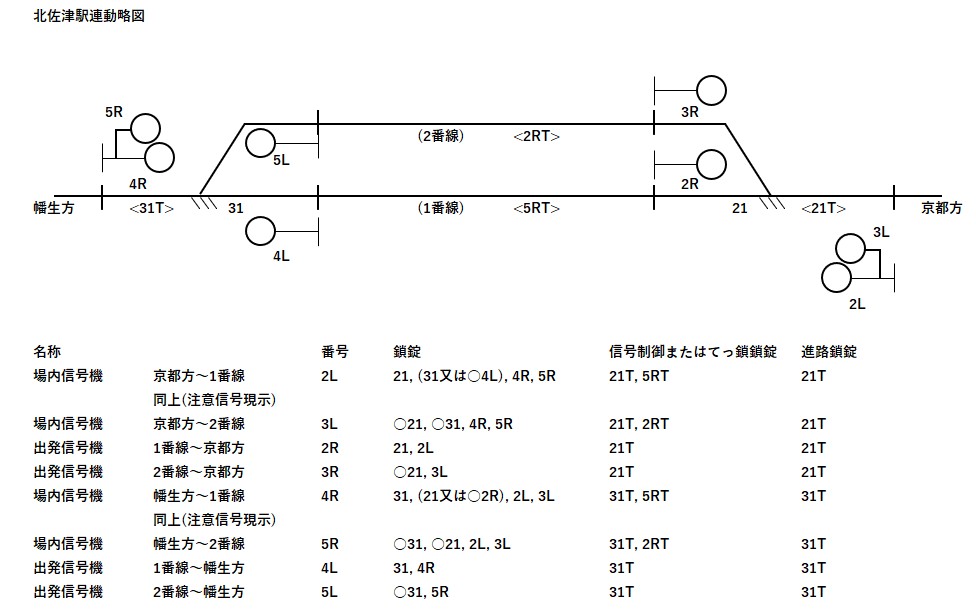 北佐津駅連動略図
3R
5R
(2番線) <2RT>
5L
2R
4R
幡生方 <31T> 31 (1番線) <5RT> 21 <21T> 京都方
3L
4L
2L
名称 番号 鎖錠 信号制御またはてっ鎖鎖錠 進路鎖錠
場内信号機 京都方～1番線 2L 21, (31又は○4L), 4R, 5R 21T, 5RT 21T
同上(注意信号現示)
場内信号機 京都方～2番線 3L ○21, ○31, 4R, 5R 21T, 2RT 21T
出発信号機 1番線～京都方 2R 21, 2L 21T 21T
出発信号機 2番線～京都方 3R ○21, 3L 21T 21T
場内信号機 幡生方～1番線 4R 31, (21又は○2R), 2L, 3L 31T, 5RT 31T
同上(注意信号現示)
場内信号機 幡生方～2番線 5R ○31, ○21, 2L, 3L 31T, 2RT 31T
出発信号機 1番線～幡生方 4L 31, 4R 31T 31T
出発信号機 2番線～幡生方 5L ○31, 5R 31T 31T